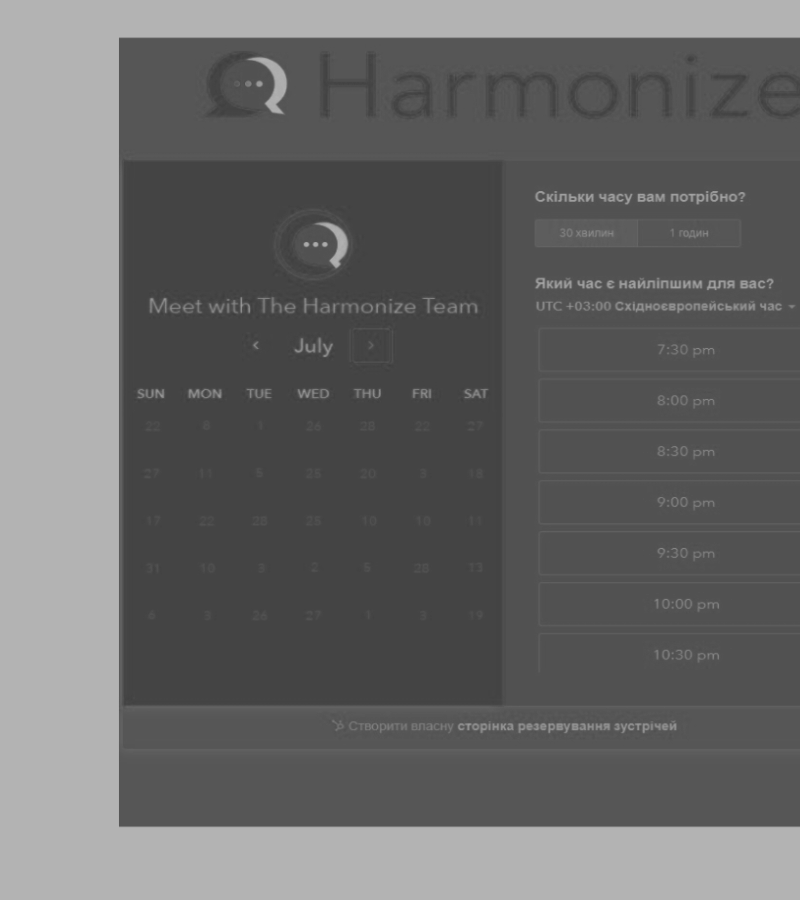 Harmonize
Meet with The Harmonize Team
‹ July ›
SUN MON TUE WED THU FRI SAT
22 8 1 26 28 22 27
27 11 5 28 20 3 18
17 22 28 25 10 10 11
31 10 3 2 5 28 13
3 26 27 1 3 19
Скільки часу вам потрібно?
30 хвилин 1 годин
Який час є найліпшим для вас?
UTC +03:00 Східноєвропейський час
7:30 pm
8:00 pm
8:30 pm
9:00 pm
9:30 pm
10:00 pm
10:30 pm
Створити власну сторінка резервування зустрічей